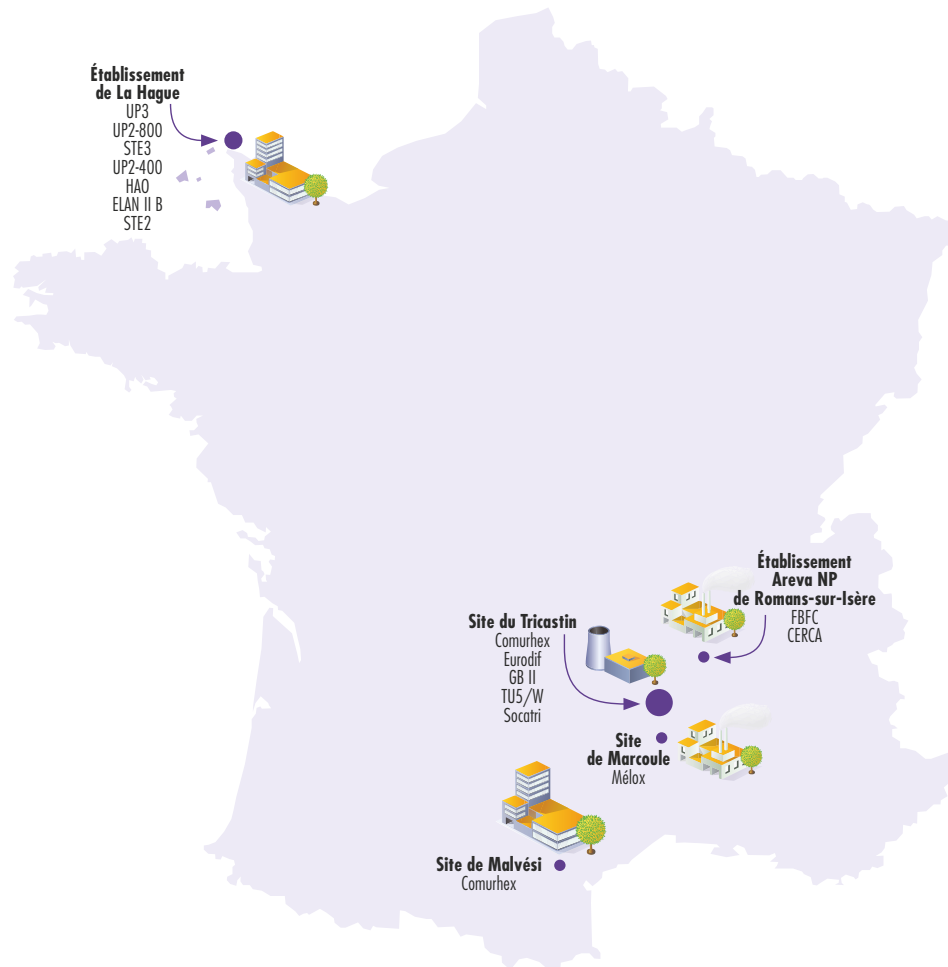 Établissement
de La Hague
UP3
UP2-800
STE3
UP2-400
HAO
ELAN II B
STE2
Établissement
Areva NP
de Romans-sur-Isère
FBFC
CERCA
Site du Tricastin
Comurhex
Eurodif
GB II
TU5/W
Socatri
Site
de Marcoule
Mélox
Site de Malvési
Comurhex